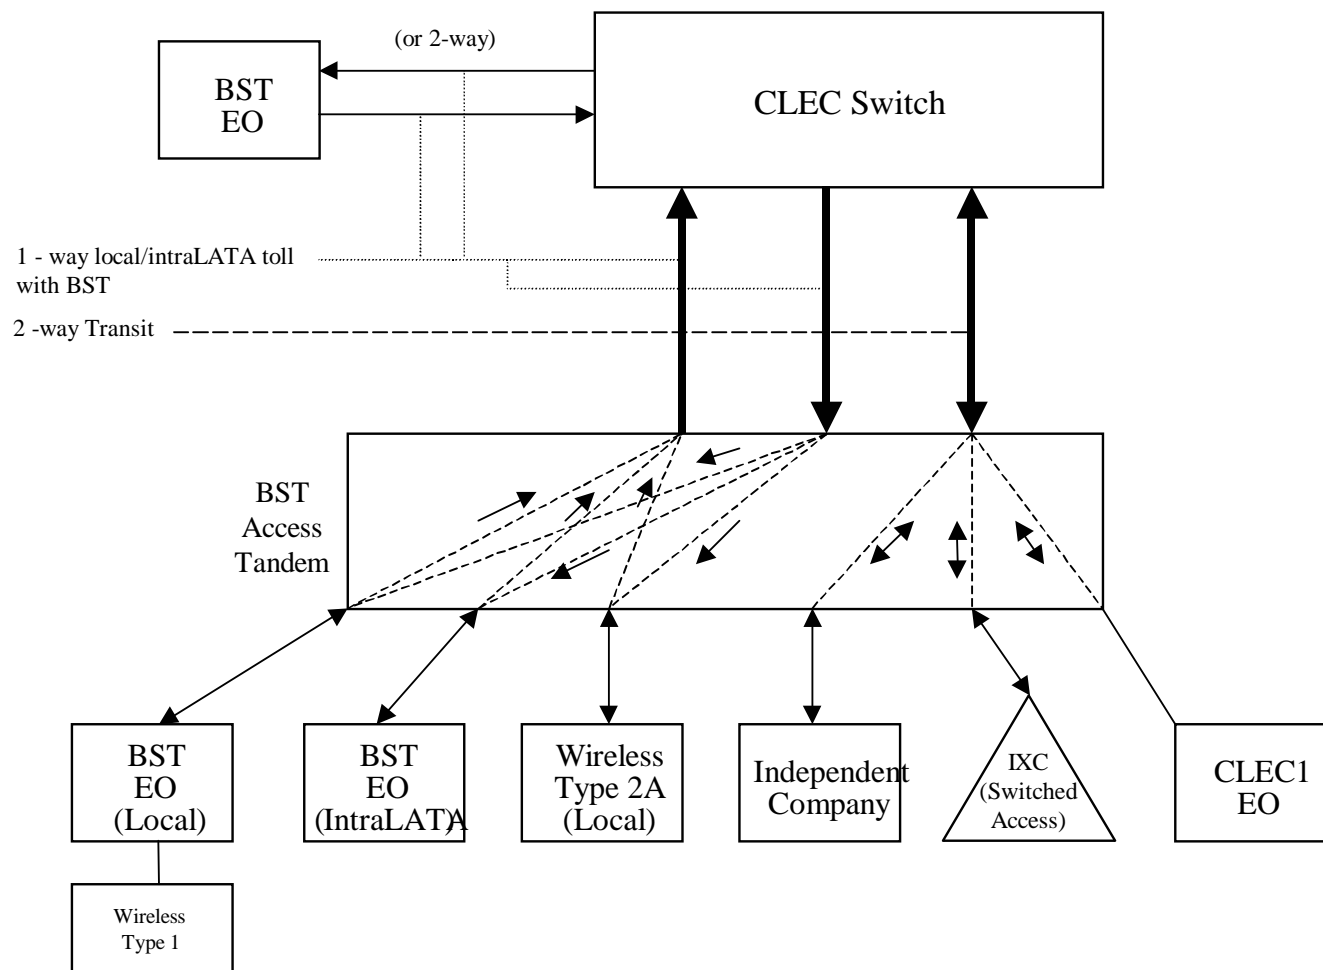 (or 2-way)
BST
EO
CLEC Switch
1 - way local/intraLATA toll
with BST
2 -way Transit
BST
Access
Tandem
BST
EO
(Local)
BST
EO
(IntraLATA)
Wireless
Type 2A
(Local)
Independent
Company
IXC
(Switched
Access)
CLEC1
EO
Wireless
Type 1